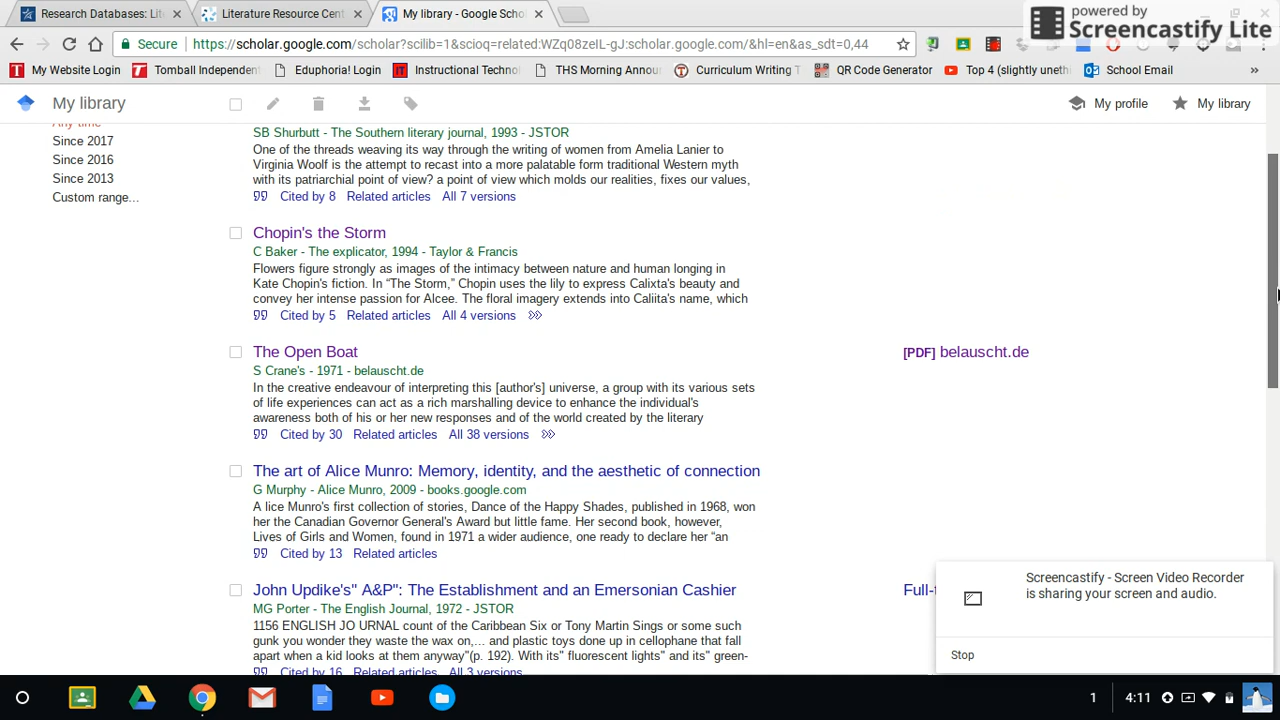 Research Databases: Lit
Literature Resource Cent
My library - Google Scho
powered by
Screencastify Lite
Secure
https://scholar.google.com/scholar?scilib=1&scioq=related:WZq08zeIL-gJ:scholar.google.com/&hl=en&as_sdt=0,44
My Website Login
Tomball Independen
Eduphoria! Login
Instructional Techno
THS Morning Annou
Curriculum Writing T
QR Code Generator
Top 4 (slightly uneth
School Email
My library
My profile
My library
Any time
Since 2017
Since 2016
Since 2013
Custom range...
SB Shurbutt - The Southern literary journal, 1993 - JSTOR
One of the threads weaving its way through the writing of women from Amelia Lanier to
Virginia Woolf is the attempt to recast into a more palatable form traditional Western myth
with its patriarchial point of view? a point of view which molds our realities, fixes our values,
Cited by 8 Related articles All 7 versions
Chopin's the Storm
C Baker - The explicator, 1994 - Taylor & Francis
Flowers figure strongly as images of the intimacy between nature and human longing in
Kate Chopin's fiction. In “The Storm,” Chopin uses the lily to express Calixta's beauty and
convey her intense passion for Alcee. The floral imagery extends into Caliita's name, which
Cited by 5 Related articles All 4 versions
The Open Boat
[PDF] belauscht.de
S Crane's - 1971 - belauscht.de
In the creative endeavour of interpreting this [author's] universe, a group with its various sets
of life experiences can act as a rich marshalling device to enhance the individual's
awareness both of his or her new responses and of the world created by the literary
Cited by 30 Related articles All 38 versions
The art of Alice Munro: Memory, identity, and the aesthetic of connection
G Murphy - Alice Munro, 2009 - books.google.com
A lice Munro's first collection of stories, Dance of the Happy Shades, published in 1968, won
her the Canadian Governor General's Award but little fame. Her second book, however,
Lives of Girls and Women, found in 1971 a wider audience, one ready to declare her “an
Cited by 13 Related articles
John Updike's" A&P": The Establishment and an Emersonian Cashier
Full-t
MG Porter - The English Journal, 1972 - JSTOR
1156 ENGLISH JO URNAL count of the Caribbean Six or Tony Martin Sings or some such
gunk you wonder they waste the wax on,... and plastic toys done up in cellophane that fall
apart when a kid looks at them anyway"(p. 192). With its" fluorescent lights" and its" green-
Cited by 16 Related articles All 3 versions
Screencastify - Screen Video Recorder
is sharing your screen and audio.
Stop
1
4:11